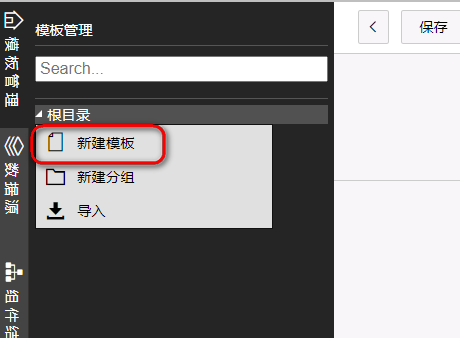 模板管理
数据源
组件结
模板管理
Search...
根目录
新建模板
新建分组
导入
保存